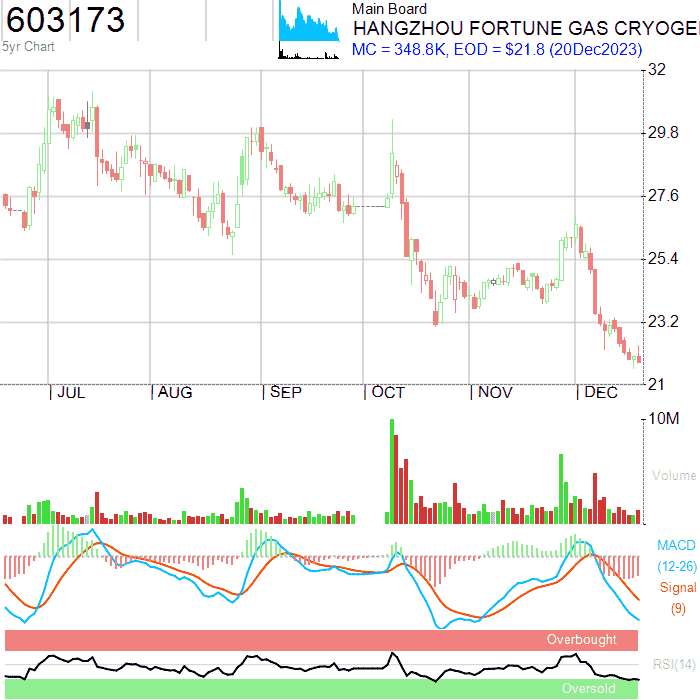 603173
5yr Chart
Main Board
HANGZHOU FORTUNE GAS CRYOGE
MC = 348.8K, EOD = $21.8 (20Dec2023)
32
29.8
27.6
25.4
23.2
21
JUL AUG SEP OCT NOV DEC
10M
Volume
MACD
(12-26)
Signal
(9)
Overbought
RSI(14)
Oversold